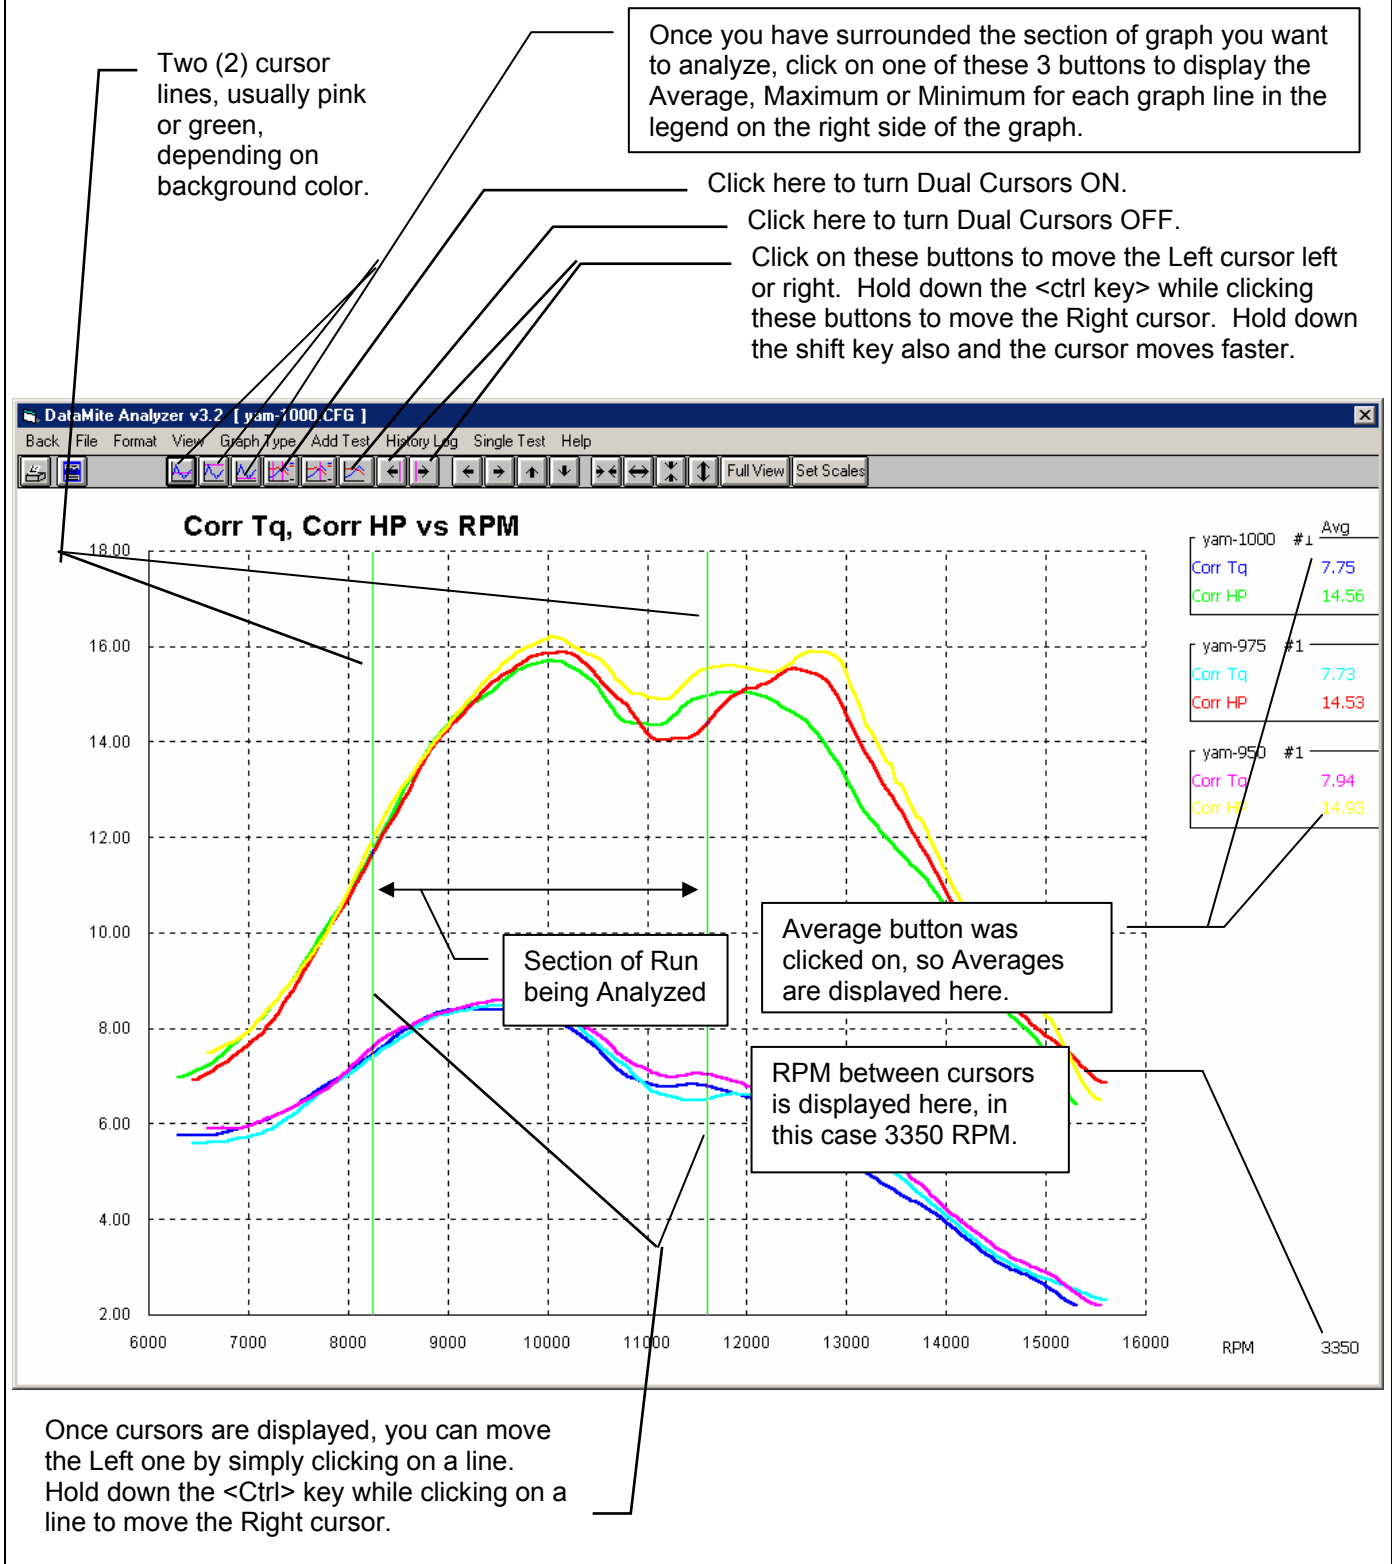 Once you have surrounded the section of graph you want
to analyze, click on one of these 3 buttons to display the
Average, Maximum or Minimum for each graph line in the
legend on the right side of the graph.
Two (2) cursor
lines, usually pink
or green,
depending on
background color.
Click here to turn Dual Cursors ON.
Click here to turn Dual Cursors OFF.
Click on these buttons to move the Left cursor left
or right.  Hold down the <ctrl key> while clicking
these buttons to move the Right cursor.  Hold down
the shift key also and the cursor moves faster.
DataMite Analyzer v3.2  [ yam-1000.CFG ]
Back File Format View Graph Type Add Test History Log Single Test Help
Full View Set Scales
Corr Tq, Corr HP vs RPM
Avg
yam-1000 #1
Corr Tq 7.75
Corr HP 14.56
yam-975 #1
Corr Tq 7.73
Corr HP 14.53
yam-950 #1
Corr Tq 7.94
Corr HP 14.93
18.00
16.00
14.00
12.00
10.00
8.00
6.00
4.00
2.00
Section of Run
being Analyzed
Average button was
clicked on, so Averages
are displayed here.
RPM between cursors
is displayed here, in
this case 3350 RPM.
6000 7000 8000 9000 10000 11000 12000 13000 14000 15000 16000
RPM 3350
Once cursors are displayed, you can move
the Left one by simply clicking on a line.
Hold down the <Ctrl> key while clicking on a
line to move the Right cursor.